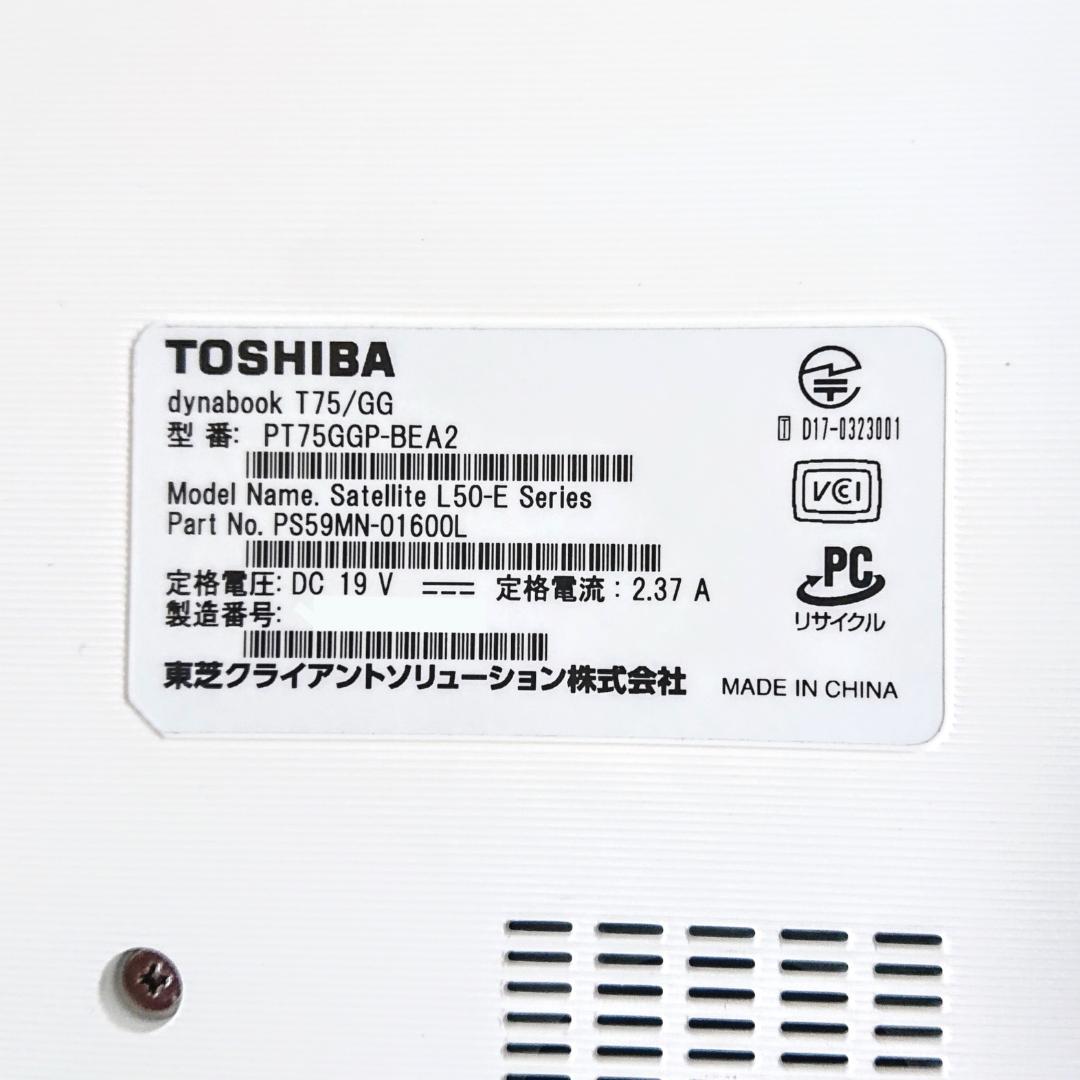 TOSHIBA
dynabook T75/GG
型 番: PT75GGP-BEA2
Model Name. Satellite L50-E Series
Part No. PS59MN-01600L
定格電圧: DC 19 V ⎓ 定格電流: 2.37 A
製造番号:
東芝クライアントソリューション株式会社
MADE IN CHINA
T D17-0323001
VCI
PC
リサイクル